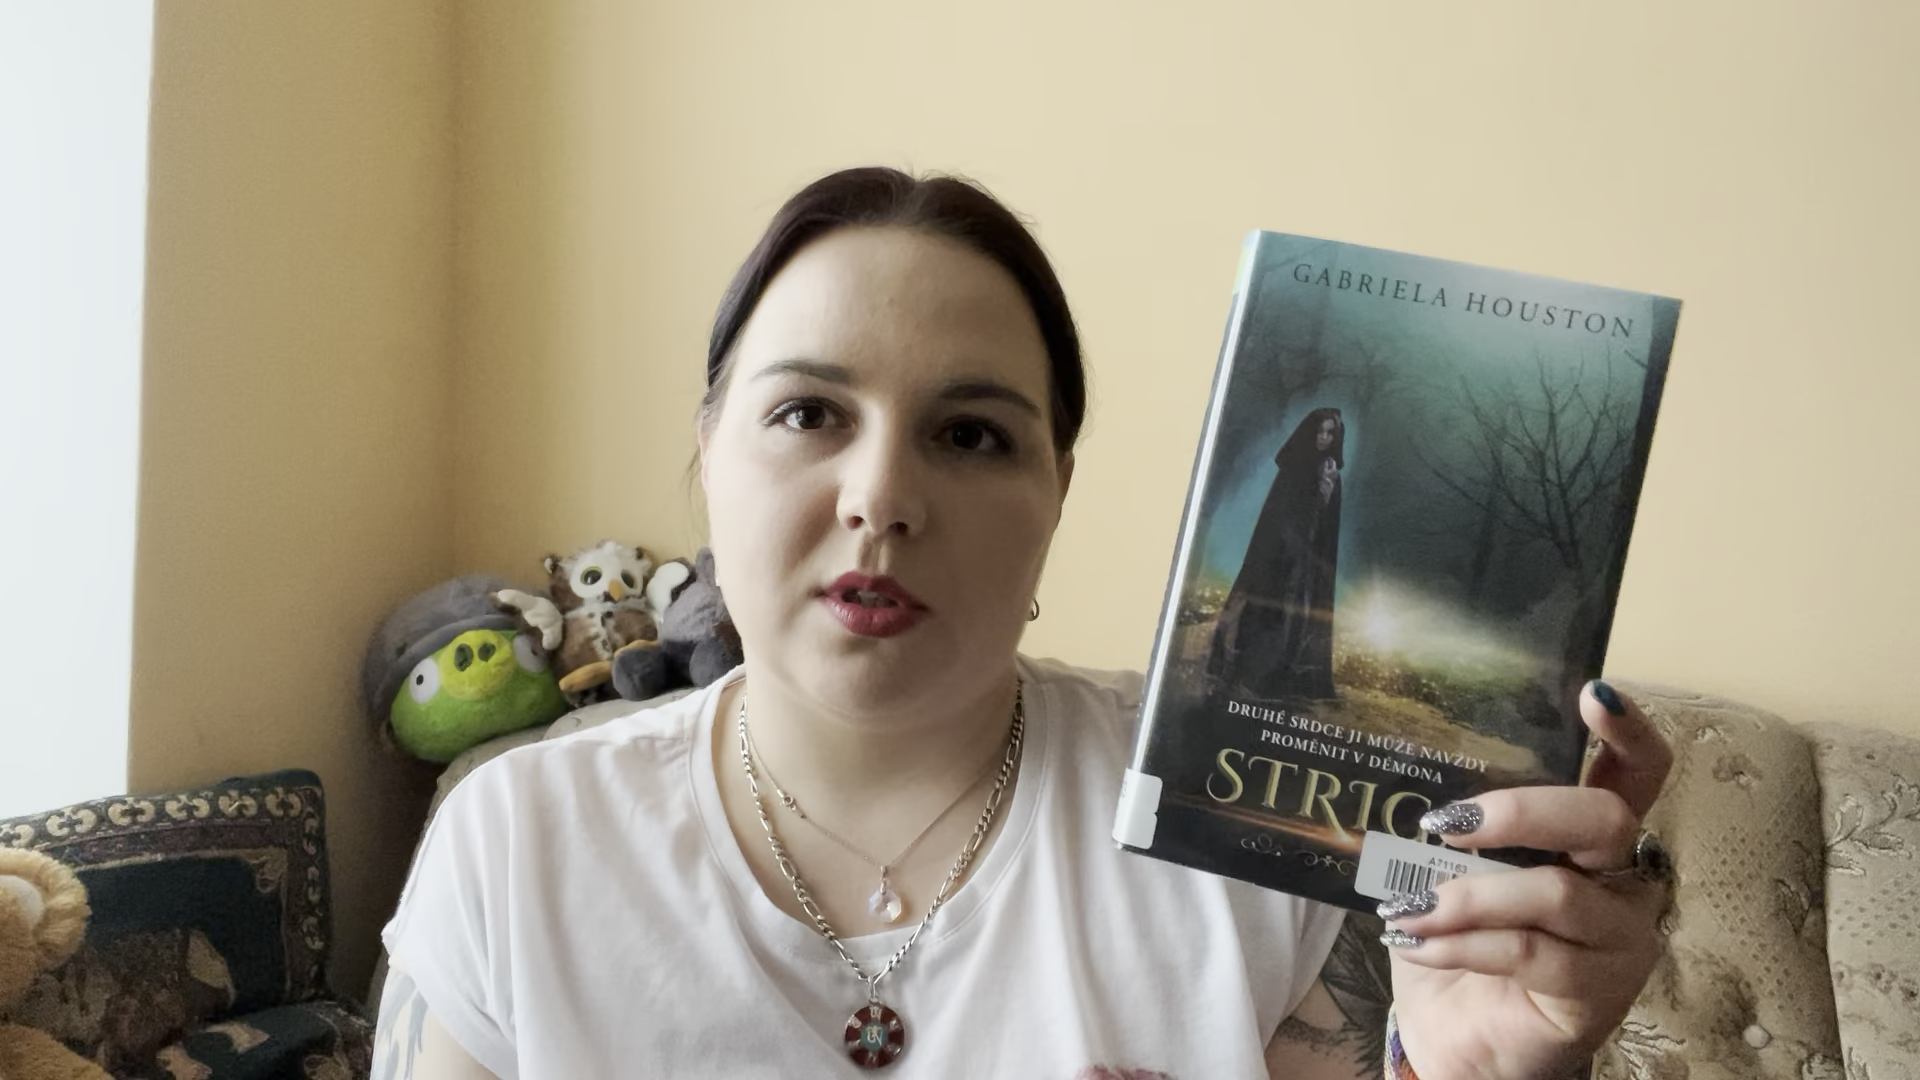 GABRIELA HOUSTON
DRUHÉ SRDCE JI MŮŽE NAVŽDY
PROMĚNIT V DÉMONA
STRIG
A71163